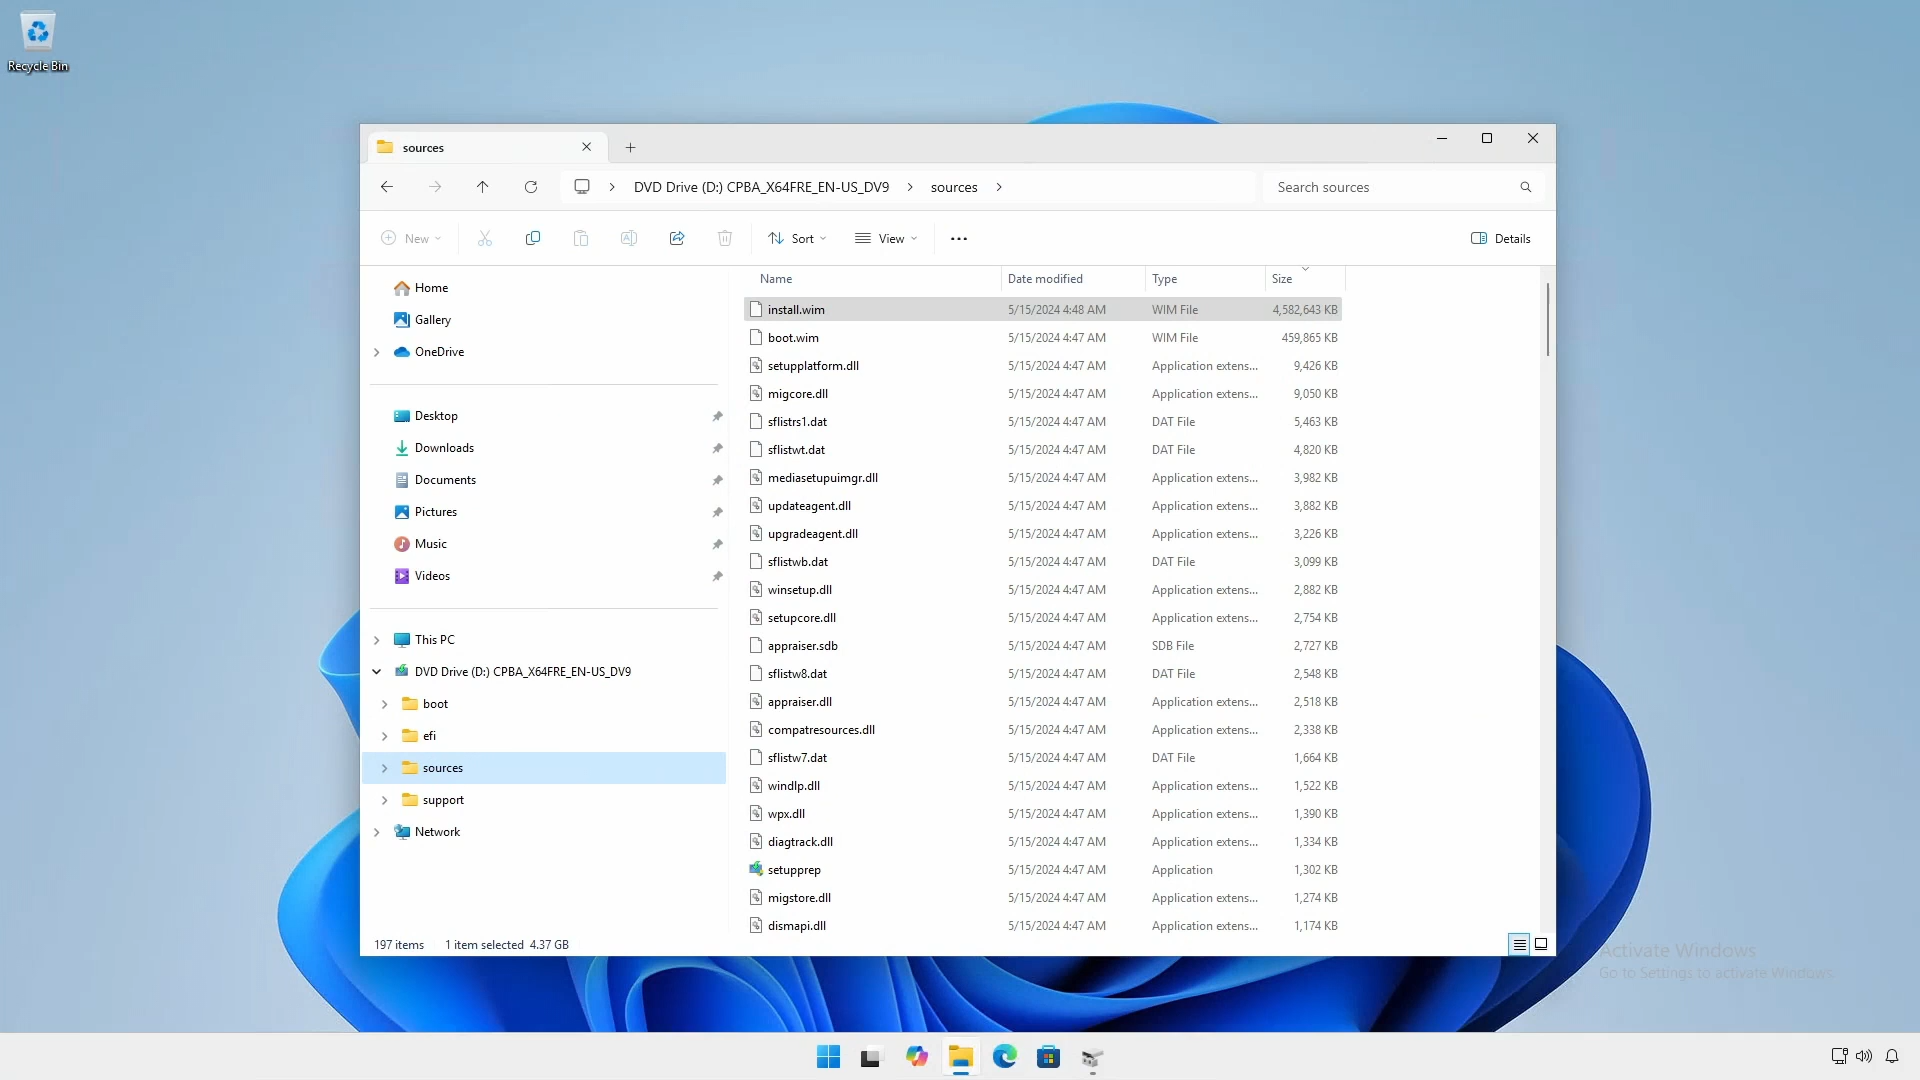 Recycle Bin
sources
DVD Drive (D:) CPBA_X64FRE_EN-US_DV9 sources
Search sources
New Sort View Details
Home
Gallery
OneDrive
Desktop
Downloads
Documents
Pictures
Music
Videos
This PC
DVD Drive (D:) CPBA_X64FRE_EN-US_DV9
boot
efi
sources
support
Network
Name Date modified Type Size
install.wim 5/15/2024 4:48 AM WIM File 4,582,643 KB
boot.wim 5/15/2024 4:47 AM WIM File 459,865 KB
setupplatform.dll 5/15/2024 4:47 AM Application extens... 9,426 KB
migcore.dll 5/15/2024 4:47 AM Application extens... 9,050 KB
sflistrs1.dat 5/15/2024 4:47 AM DAT File 5,463 KB
sflistwt.dat 5/15/2024 4:47 AM DAT File 4,820 KB
mediasetupuimgr.dll 5/15/2024 4:47 AM Application extens... 3,982 KB
updateagent.dll 5/15/2024 4:47 AM Application extens... 3,882 KB
upgradeagent.dll 5/15/2024 4:47 AM Application extens... 3,226 KB
sflistwb.dat 5/15/2024 4:47 AM DAT File 3,099 KB
winsetup.dll 5/15/2024 4:47 AM Application extens... 2,882 KB
setupcore.dll 5/15/2024 4:47 AM Application extens... 2,754 KB
appraiser.sdb 5/15/2024 4:47 AM SDB File 2,727 KB
sflistw8.dat 5/15/2024 4:47 AM DAT File 2,548 KB
appraiser.dll 5/15/2024 4:47 AM Application extens... 2,518 KB
compatresources.dll 5/15/2024 4:47 AM Application extens... 2,338 KB
sflistw7.dat 5/15/2024 4:47 AM DAT File 1,664 KB
windlp.dll 5/15/2024 4:47 AM Application extens... 1,522 KB
wpx.dll 5/15/2024 4:47 AM Application extens... 1,390 KB
diagtrack.dll 5/15/2024 4:47 AM Application extens... 1,334 KB
setupprep 5/15/2024 4:47 AM Application 1,302 KB
migstore.dll 5/15/2024 4:47 AM Application extens... 1,274 KB
dismapi.dll 5/15/2024 4:47 AM Application extens... 1,174 KB
197 items 1 item selected 4.37 GB
Activate Windows
Go to Settings to activate Windows.